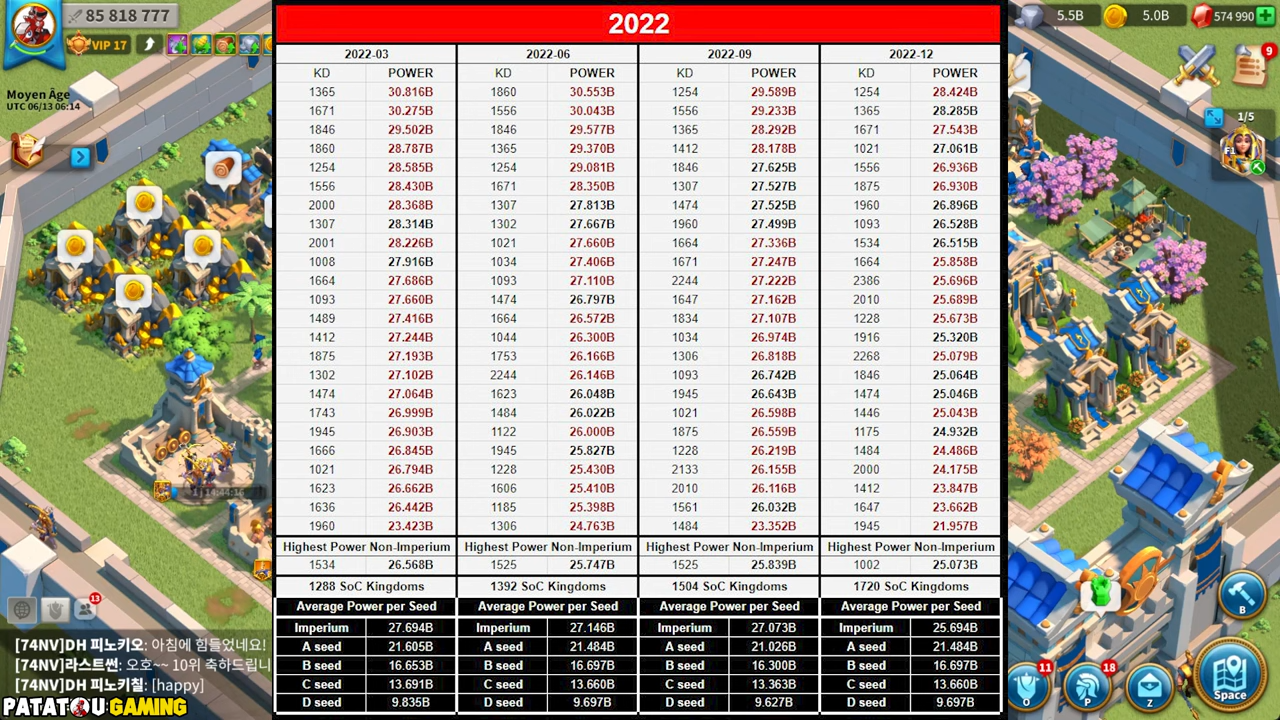 85 818 777
VIP 17
Moyen Âge
UTC 06/13 06:14
5.5B
5.0B
574 990
9
1/5
F1
2022
2022-03 2022-06 2022-09 2022-12
KD POWER KD POWER KD POWER KD POWER
1365 30.816B 1860 30.553B 1254 29.589B 1254 28.424B
1671 30.275B 1556 30.043B 1556 29.233B 1365 28.285B
1846 29.502B 1846 29.577B 1365 28.292B 1671 27.543B
1860 28.787B 1365 29.370B 1412 28.178B 1021 27.061B
1254 28.585B 1254 29.081B 1846 27.625B 1556 26.936B
1556 28.430B 1671 28.350B 1307 27.527B 1875 26.930B
2000 28.368B 1307 27.813B 1474 27.525B 1960 26.896B
1307 28.314B 1302 27.667B 1960 27.499B 1093 26.528B
2001 28.226B 1021 27.660B 1664 27.336B 1534 26.515B
1008 27.916B 1034 27.406B 1671 27.247B 1664 25.858B
1664 27.686B 1093 27.110B 2244 27.222B 2386 25.696B
1093 27.660B 1474 26.797B 1647 27.162B 2010 25.689B
1489 27.416B 1664 26.572B 1834 27.107B 1228 25.673B
1412 27.244B 1044 26.300B 1034 26.974B 1916 25.320B
1875 27.193B 1753 26.166B 1306 26.818B 2268 25.079B
1302 27.102B 2244 26.146B 1093 26.742B 1846 25.064B
1474 27.064B 1623 26.048B 1945 26.643B 1474 25.046B
1743 26.999B 1484 26.022B 1021 26.598B 1446 25.043B
1945 26.903B 1122 26.000B 1875 26.559B 1175 24.932B
1666 26.845B 1945 25.827B 1228 26.219B 1484 24.486B
1021 26.794B 1228 25.430B 2133 26.155B 2000 24.175B
1623 26.662B 1606 25.410B 2010 26.116B 1412 23.847B
1636 26.442B 1185 25.398B 1561 26.032B 1647 23.662B
1960 23.423B 1306 24.763B 1484 23.352B 1945 21.957B
Highest Power Non-Imperium Highest Power Non-Imperium Highest Power Non-Imperium Highest Power Non-Imperium
1534 26.568B 1525 25.747B 1525 25.839B 1002 25.073B
1288 SoC Kingdoms 1392 SoC Kingdoms 1504 SoC Kingdoms 1720 SoC Kingdoms
Average Power per Seed Average Power per Seed Average Power per Seed Average Power per Seed
Imperium 27.694B Imperium 27.146B Imperium 27.073B Imperium 25.694B
A seed 21.605B A seed 21.484B A seed 21.026B A seed 21.484B
B seed 16.653B B seed 16.697B B seed 16.300B B seed 16.697B
C seed 13.691B C seed 13.660B C seed 13.363B C seed 13.660B
D seed 9.835B D seed 9.697B D seed 9.627B D seed 9.697B
13
[74NV]DH 피노키오: 아침에 힘들었네요!
[74NV]라스트썬: 오호~~ 10위 축하드립니
[74NV]DH 피노키칠: [happy]
PATATOU GAMING
B
11
O
18
P
Z
Space